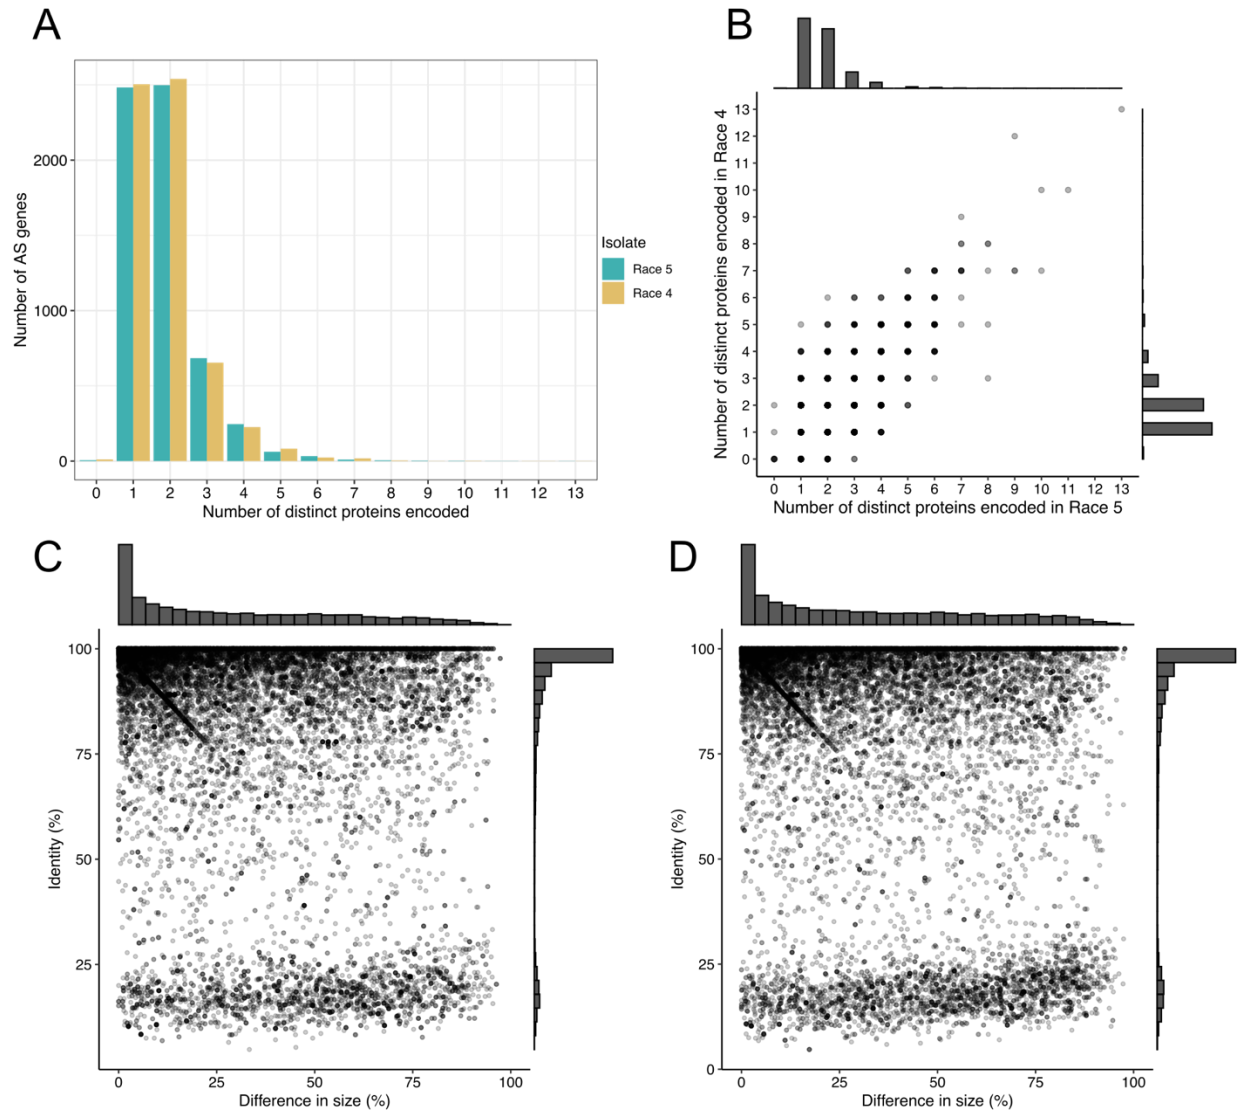 A
Number of AS genes
2000
1000
0
0 1 2 3 4 5 6 7 8 9 10 11 12 13
Number of distinct proteins encoded
Isolate
Race 5
Race 4
B
Number of distinct proteins encoded in Race 4
13
12
11
10
9
8
7
6
5
4
3
2
1
0
0 1 2 3 4 5 6 7 8 9 10 11 12 13
Number of distinct proteins encoded in Race 5
C
Identity (%)
100
75
50
25
0 25 50 75 100
Difference in size (%)
D
Identity (%)
100
75
50
25
0
0 25 50 75 100
Difference in size (%)